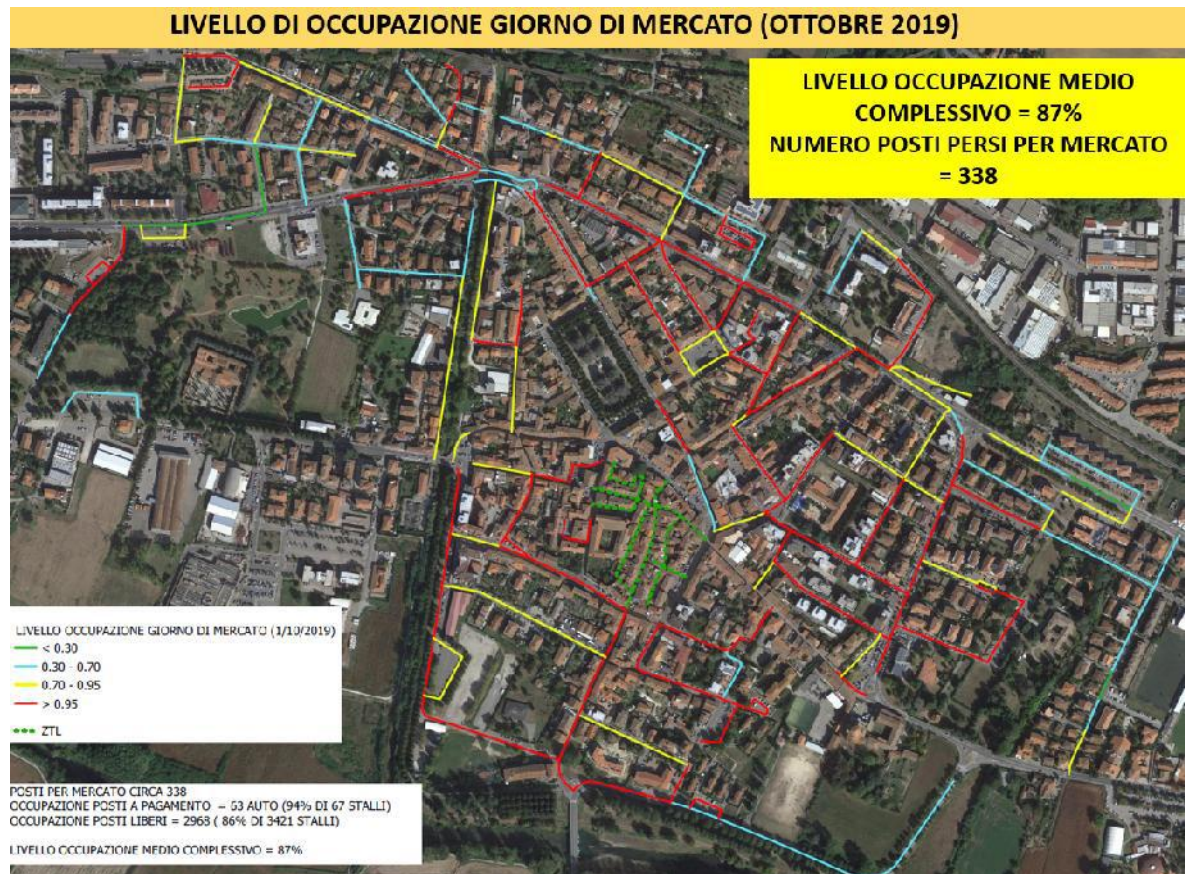 LIVELLO DI OCCUPAZIONE GIORNO DI MERCATO (OTTOBRE 2019)
LIVELLO OCCUPAZIONE MEDIO
COMPLESSIVO = 87%
NUMERO POSTI PERSI PER MERCATO
= 338
LIVELLO OCCUPAZIONE GIORNO DI MERCATO (1/10/2019)
< 0.30
0.30 - 0.70
0.70 - 0.95
> 0.95
ZTL
POSTI PER MERCATO CIRCA 338
OCCUPAZIONE POSTI A PAGAMENTO = 63 AUTO (94% DI 67 STALLI)
OCCUPAZIONE POSTI LIBERI = 2968 ( 86% DI 3421 STALLI)
LIVELLO OCCUPAZIONE MEDIO COMPLESSIVO = 87%